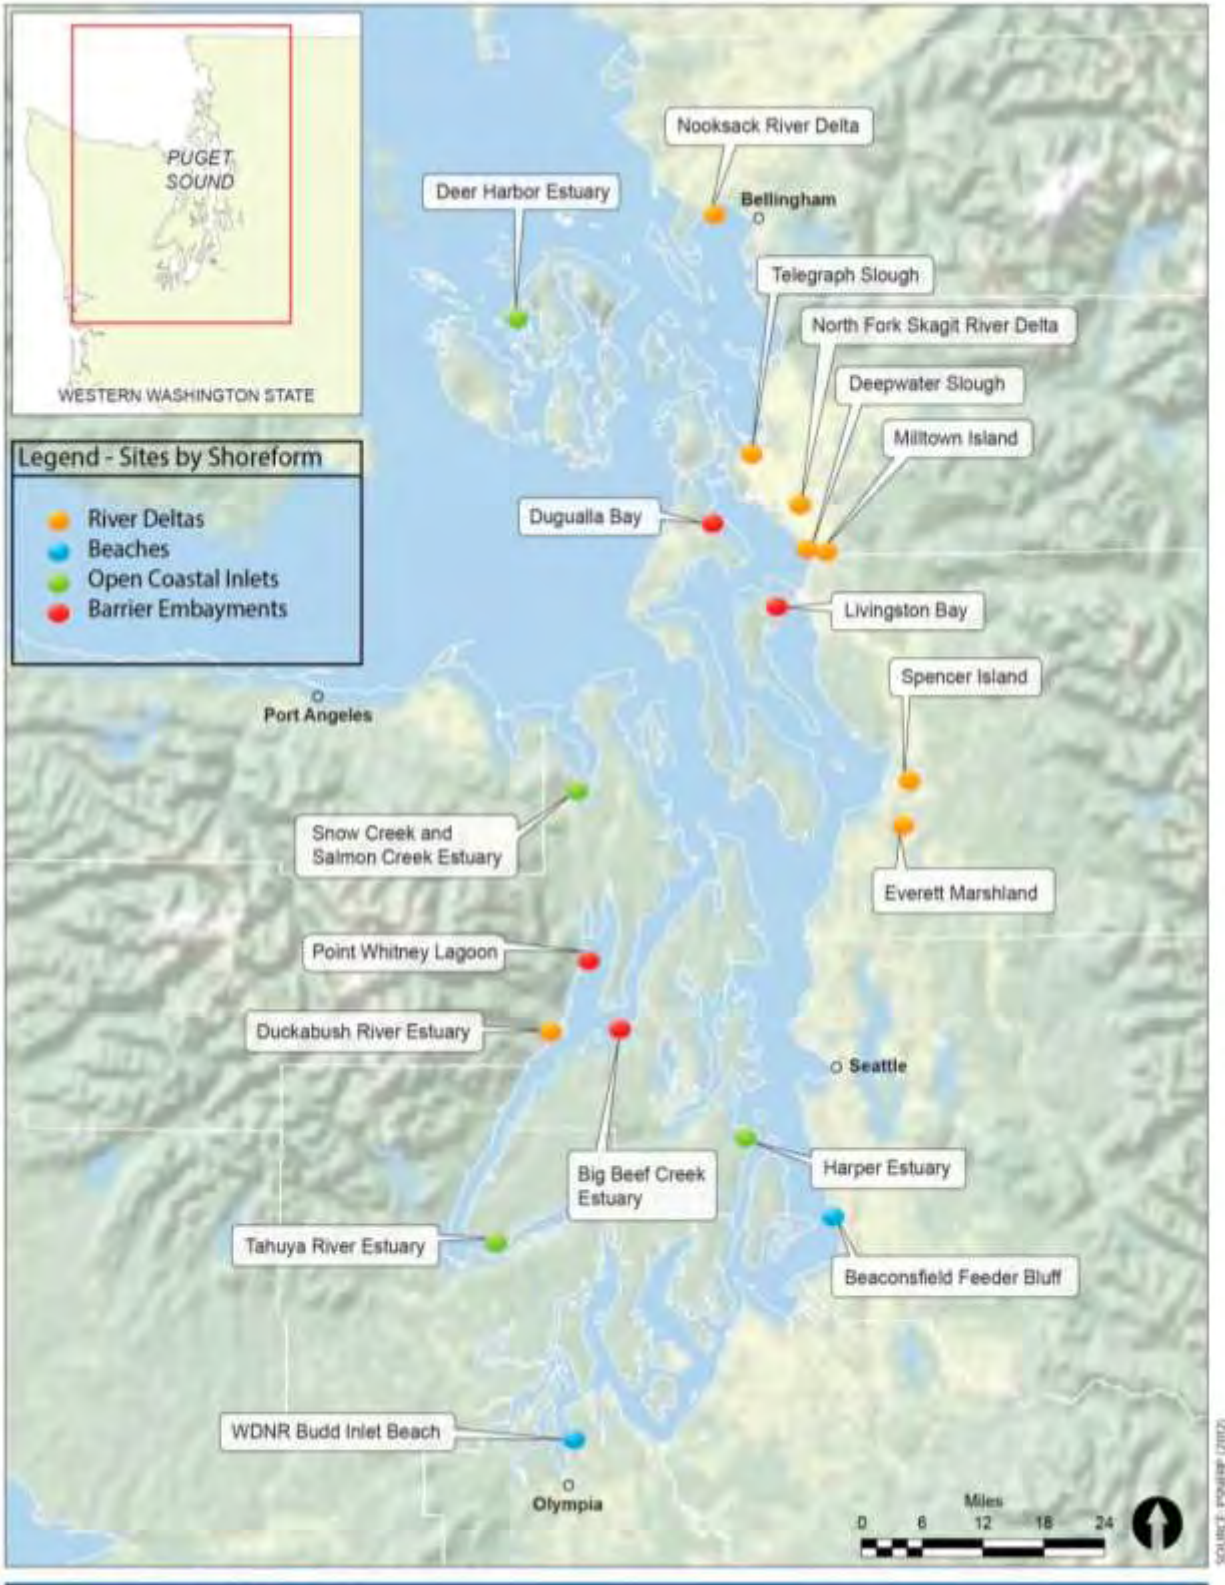 PUGET
SOUND
WESTERN WASHINGTON STATE
Legend - Sites by Shoreform
River Deltas
Beaches
Open Coastal Inlets
Barrier Embayments
Nooksack River Delta
Deer Harbor Estuary
Bellingham
Telegraph Slough
North Fork Skagit River Delta
Deepwater Slough
Milltown Island
Dugualla Bay
Livingston Bay
Spencer Island
Port Angeles
Snow Creek and
Salmon Creek Estuary
Everett Marshland
Point Whitney Lagoon
Duckabush River Estuary
Seattle
Big Beef Creek
Estuary
Harper Estuary
Tahuya River Estuary
Beaconsfield Feeder Bluff
WDNR Budd Inlet Beach
Olympia
Miles
0 6 12 18 24
SOURCE: PSNERP (2012)